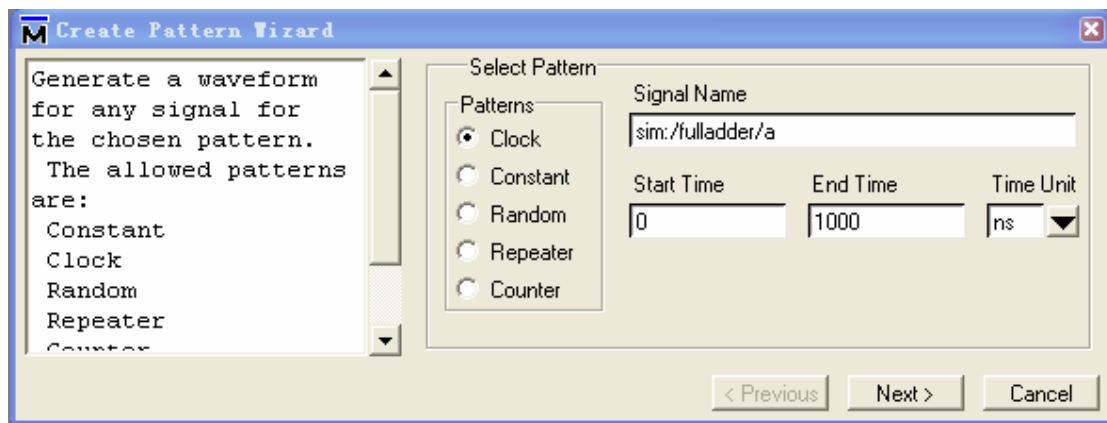 Create Pattern Wizard
Generate a waveform
for any signal for
the chosen pattern.
The allowed patterns
are:
Constant
Clock
Random
Repeater
Counter
Select Pattern
Patterns
Clock
Constant
Random
Repeater
Counter
Signal Name
sim:/fulladder/a
Start Time
End Time
Time Unit
0
1000
ns
< Previous
Next >
Cancel